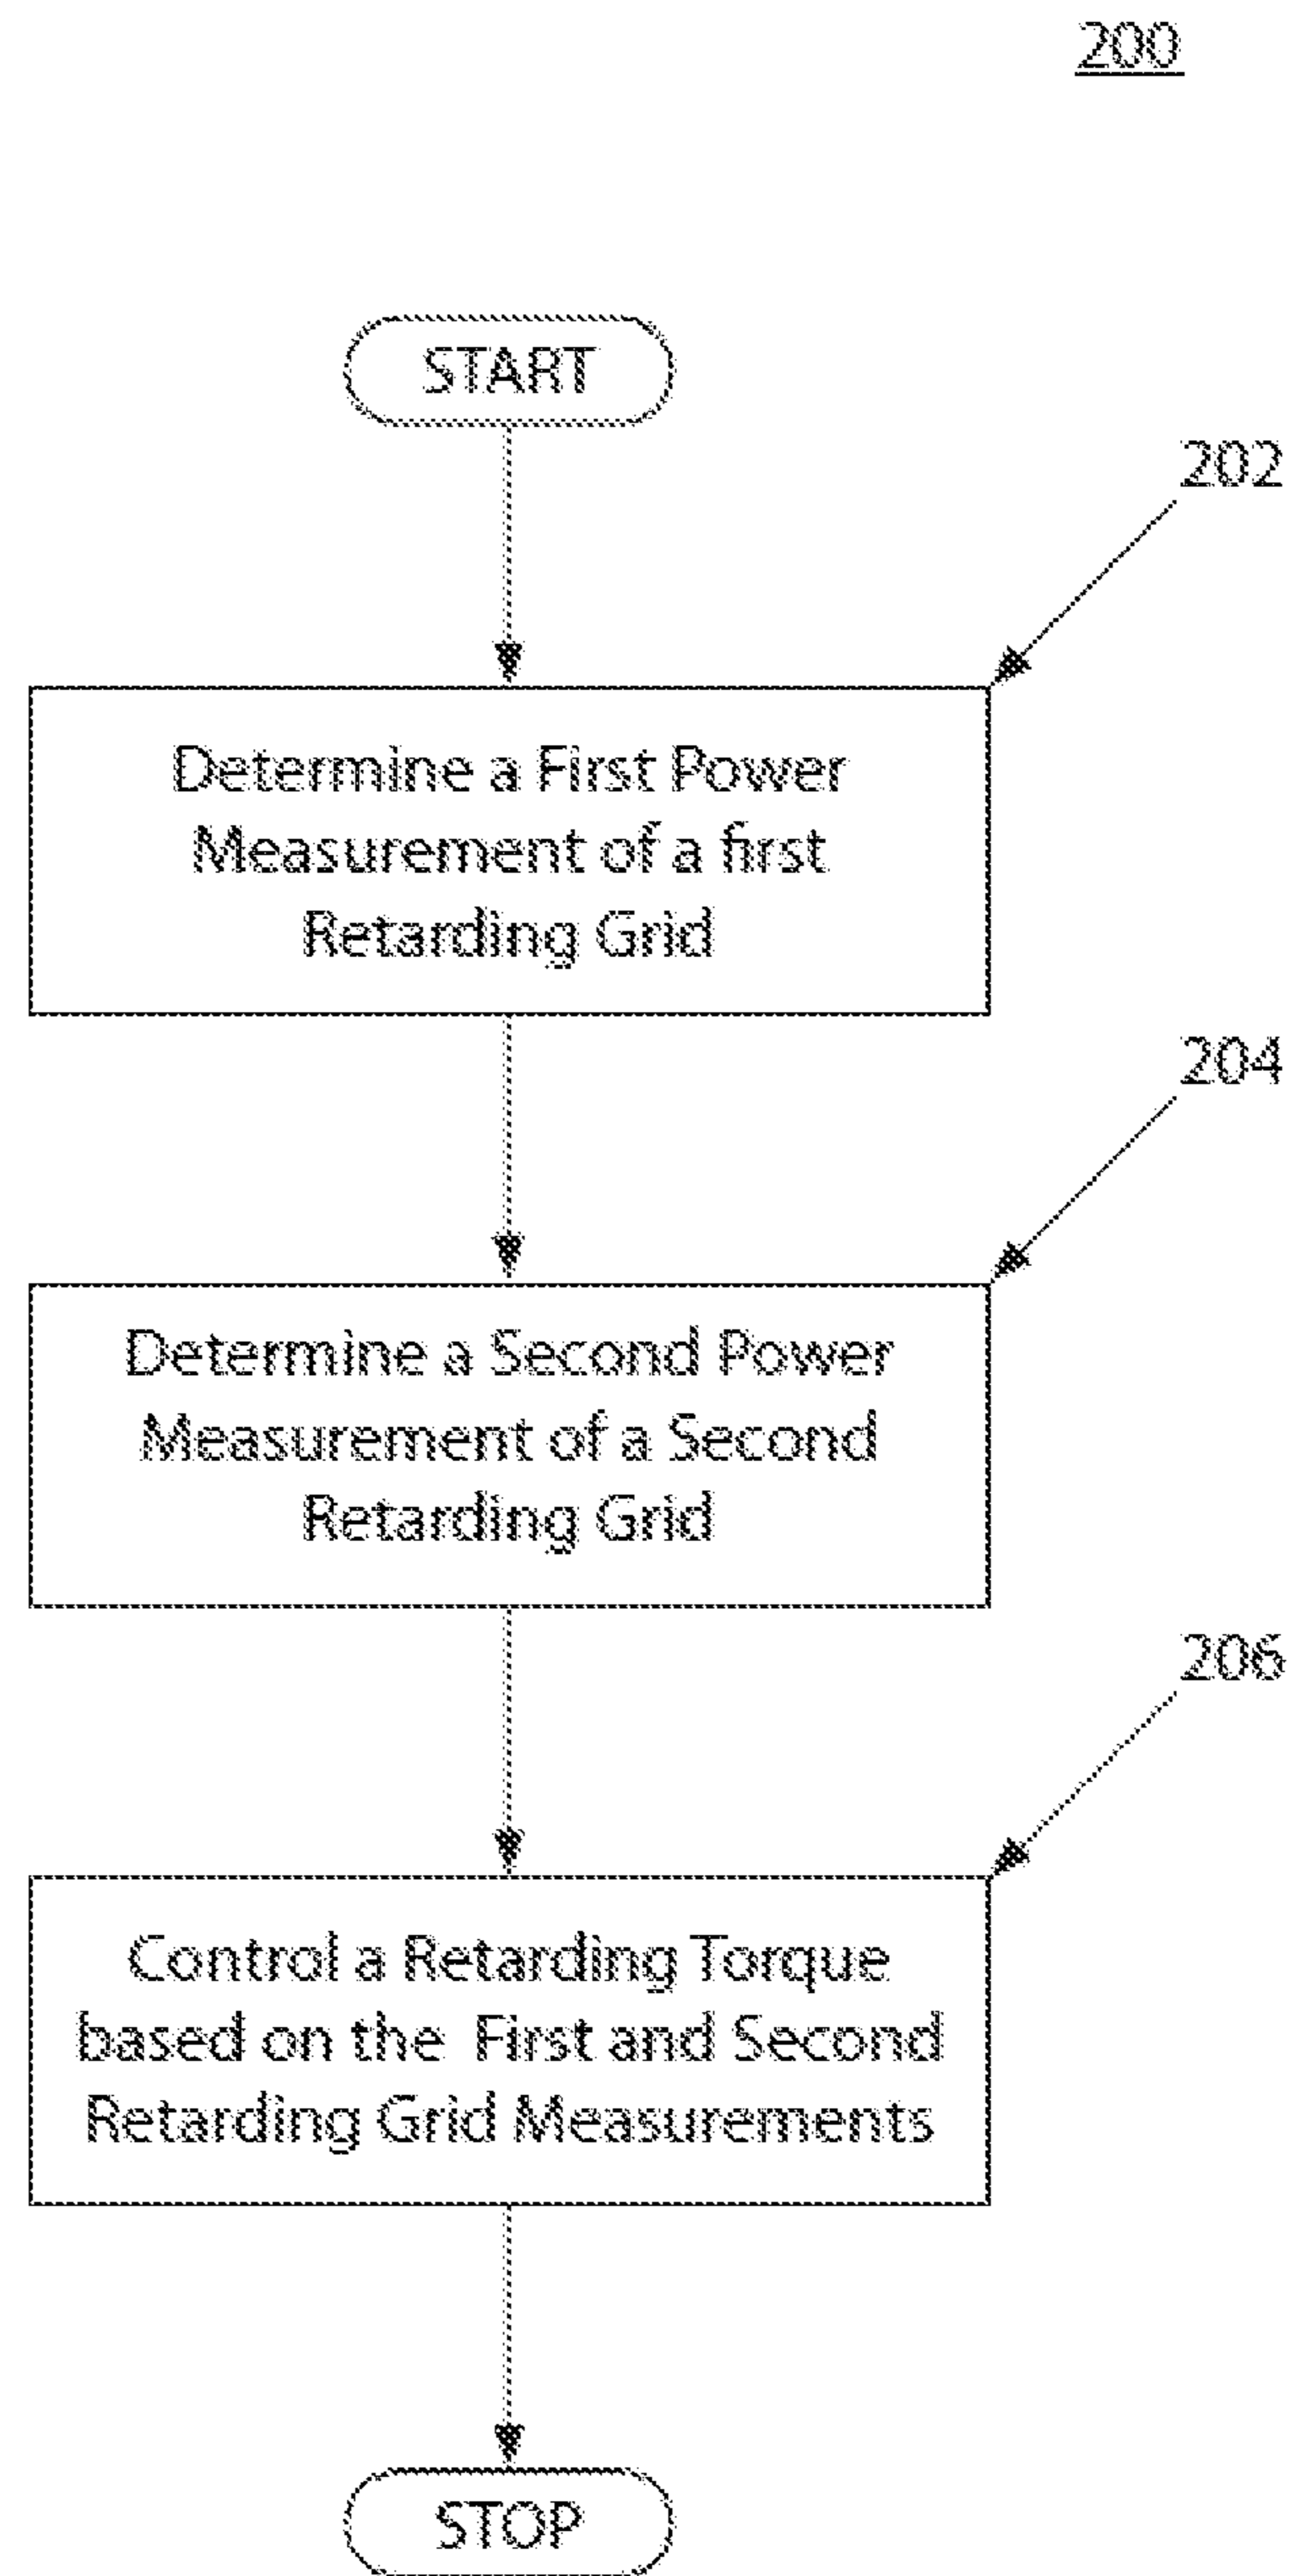 200
START
202
Determine a First Power
Measurement of a first
Retarding Grid
204
Determine a Second Power
Measurement of a Second
Retarding Grid
206
Control a Retarding Torque
based on the First and Second
Retarding Grid Measurements
STOP